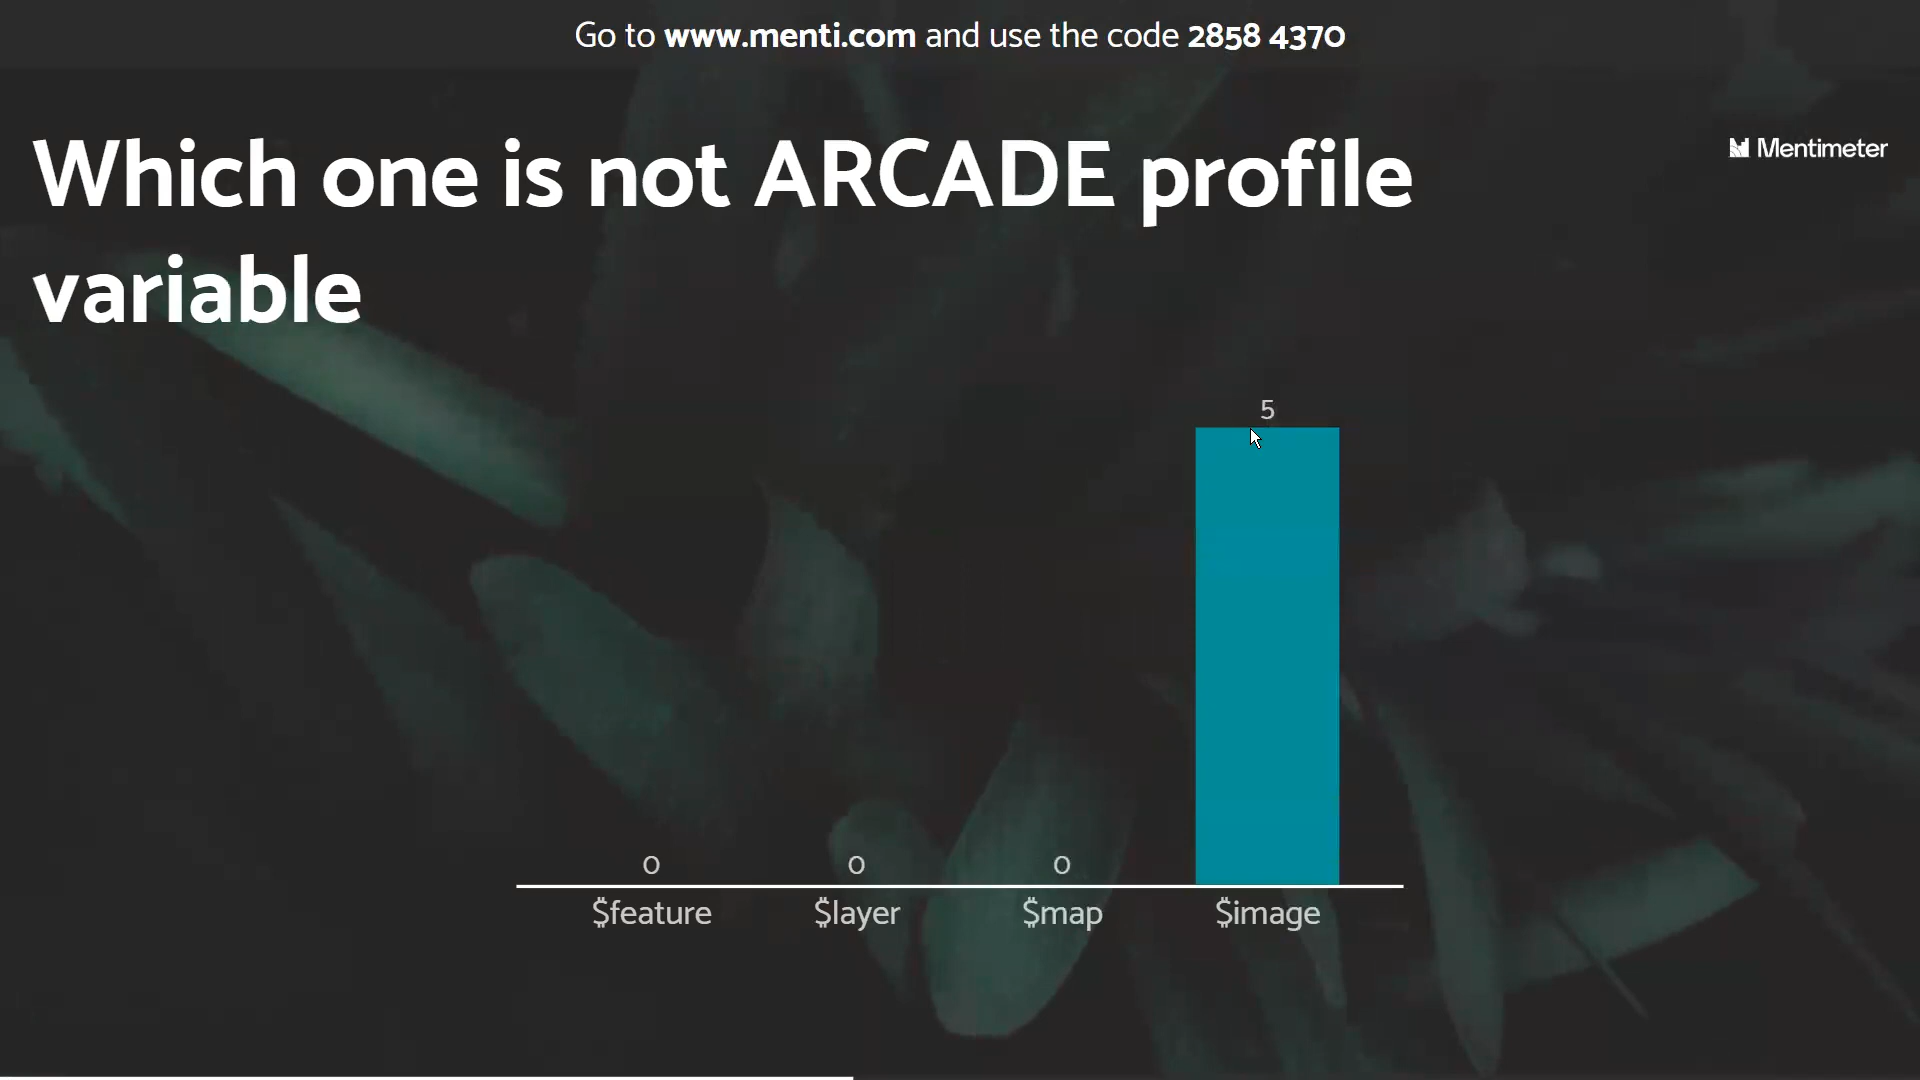 Go to www.menti.com and use the code 2858 4370
Which one is not ARCADE profile
variable
Mentimeter
5
0 0 0
$feature $layer $map $image